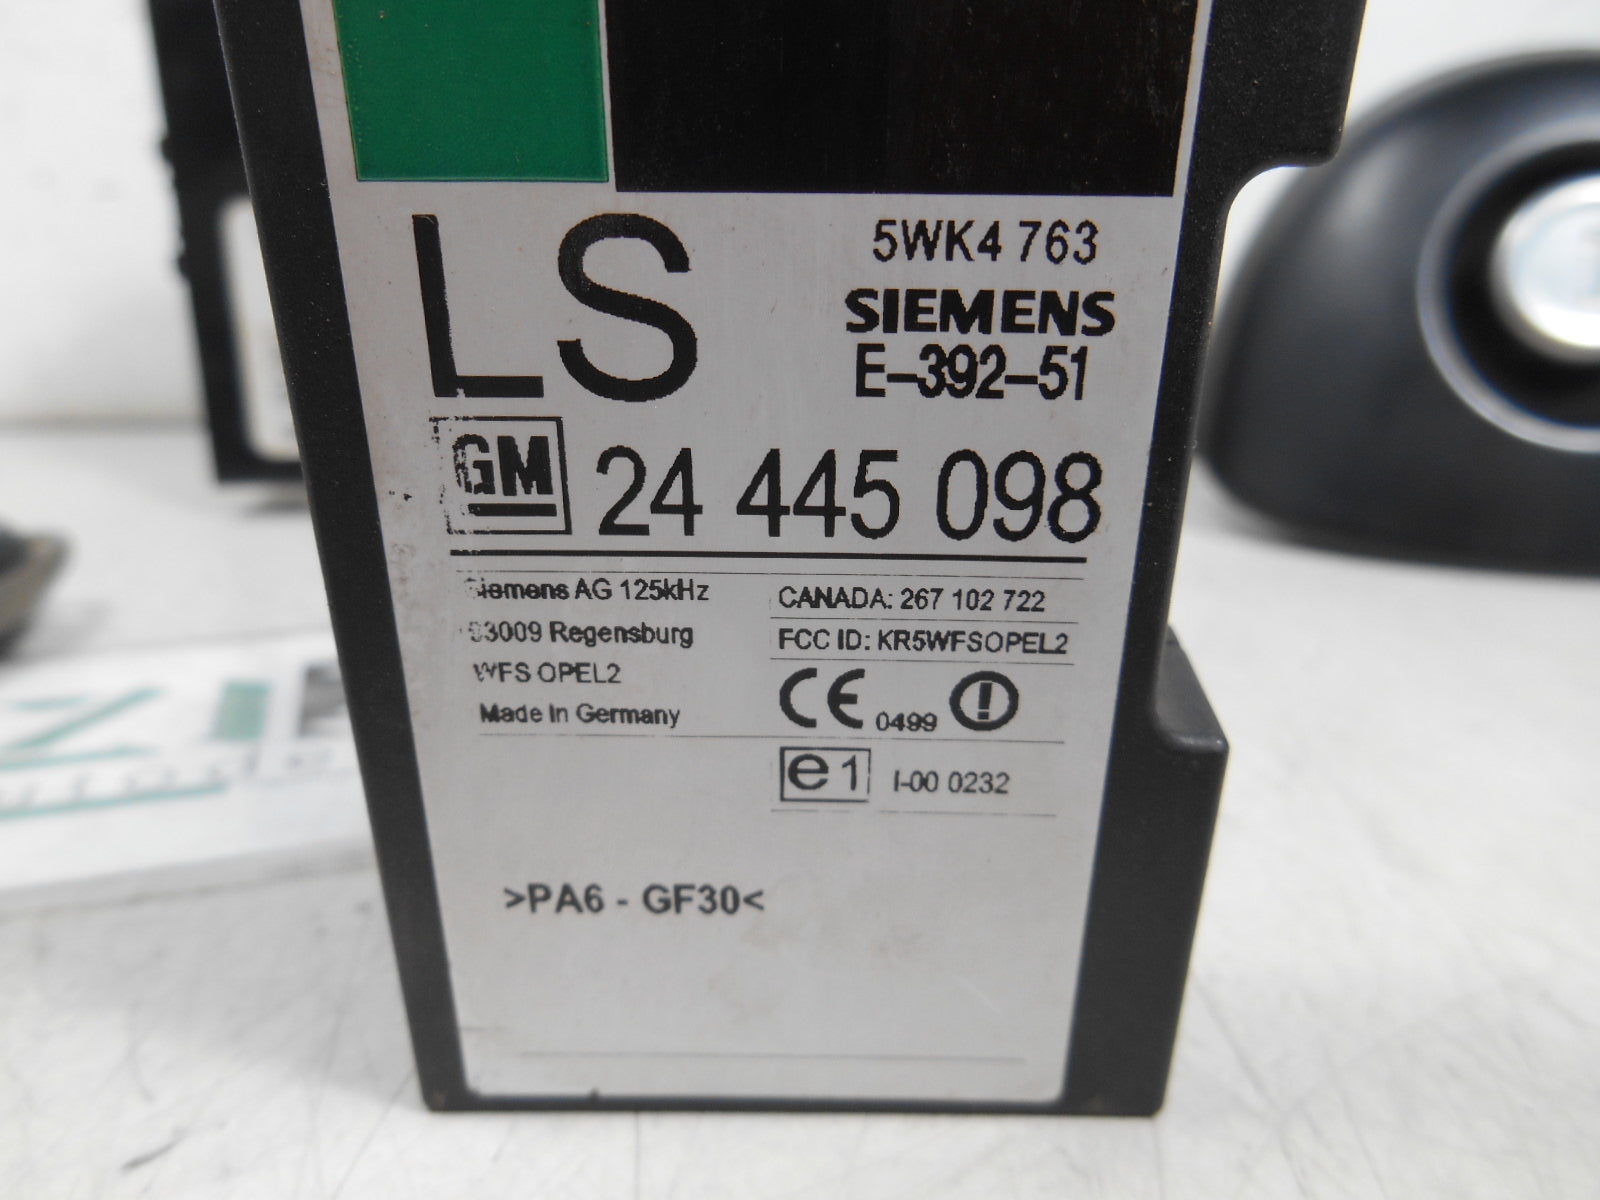 LS
5WK4 763
SIEMENS
E-392-51
GM 24 445 098
Siemens AG 125kHz
93009 Regensburg
WFS OPEL2
Made in Germany
CANADA: 267 102 722
FCC ID: KR5WFSOPEL2
CE 0499
e1 I-00 0232
>PA6 - GF30<